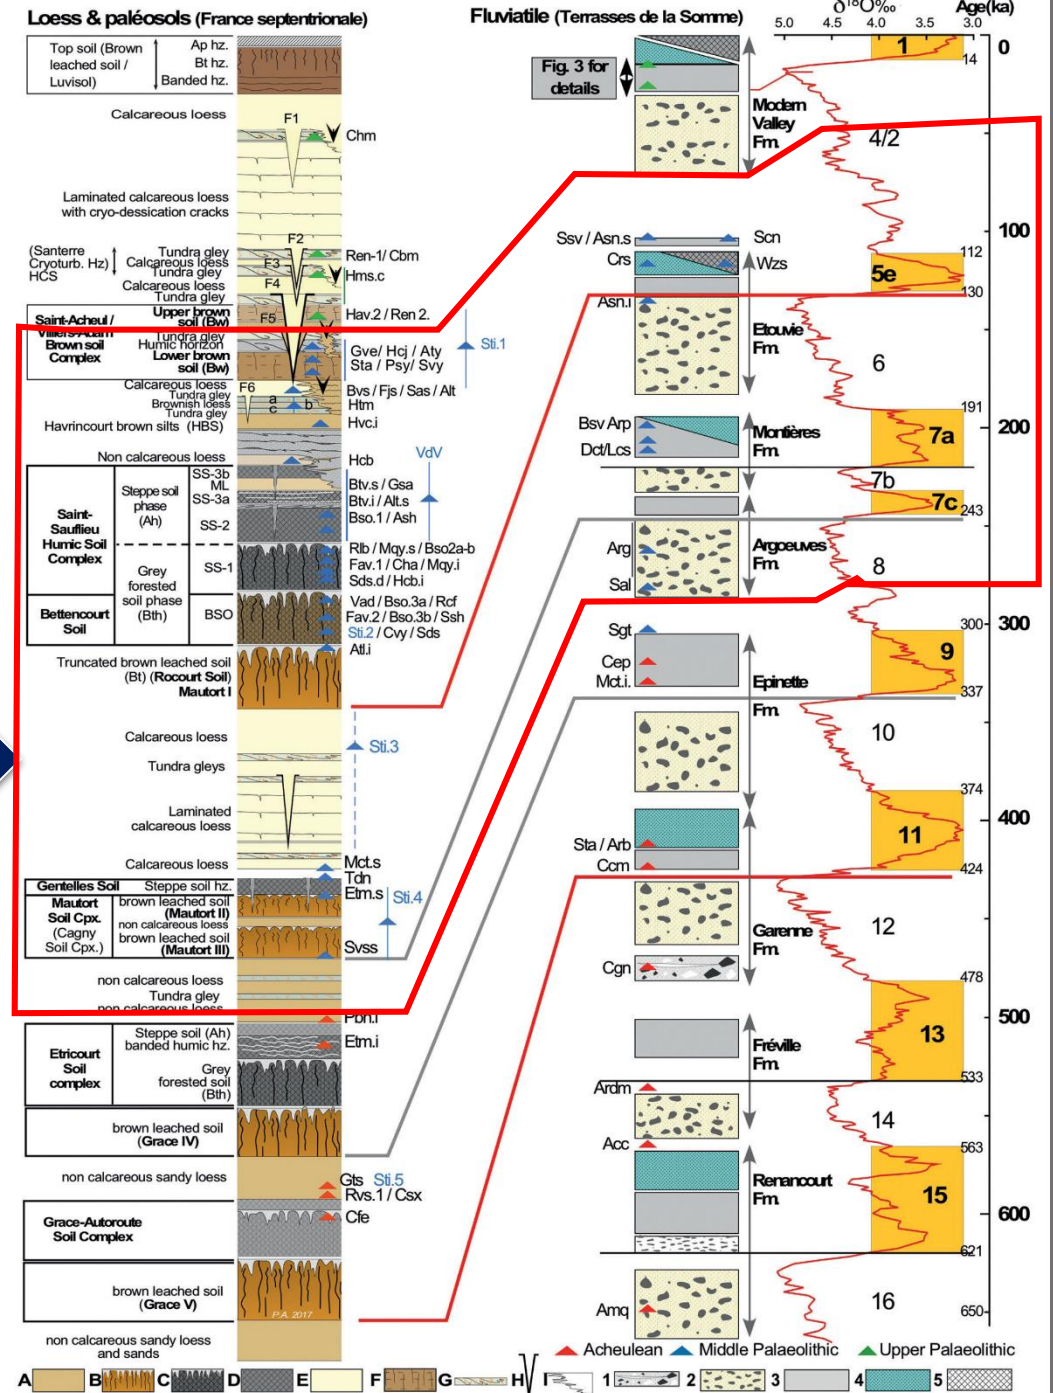 Loess & paléosols (France septentrionale)
Fluviatile (Terrasses de la Somme)
δ18O‰
Age(ka)
5.0 4.5 4.0 3.5 3.0
Top soil (Brown
leached soil /
Luvisol)
Ap hz.
Bt hz.
Banded hz.
Calcareous loess
F1
Chm
Laminated calcareous loess
with cryo-dessication cracks
(Santerre
Cryoturb. Hz)
HCS
Tundra gley
Calcareous loess
Tundra gley
Calcareous loess
Tundra gley
F2
F3
F4
F5
Ren-1/ Cbm
Hms.c
Hav.2 / Ren 2.
Saint-Acheul /
Villers-Adam
Brown soil
Complex
Upper brown
soil (Bw)
Tundra gley
Humic horizon
Lower brown
soil (Bw)
Gve/ Hcj / Aty
Sta / Psy/ Svy
Sti.1
Calcareous loess
Tundra gley
Brownish loess
Tundra gley
F6
a
b
c
Bvs / Fjs / Sas / Alt
Htm
Havrincourt brown silts (HBS)
Hvc.i
Non calcareous loess
Hcb
VdV
Saint-
Sauflieu
Humic Soil
Complex
Steppe soil
phase
(Ah)
SS-3b
ML
SS-3a
SS-2
Btv.s / Gsa
Btv.i / Alt.s
Bso.1 / Ash
Grey
forested
soil phase
(Bth)
SS-1
Rlb / Mqy.s / Bso2a-b
Fav.1 / Cha / Mqy.i
Sds.d / Hcb.i
Bettencourt
Soil
BSO
Vad / Bso.3a / Rcf
Fav.2 / Bso.3b / Ssh
Sti.2 / Cvy / Sds
Atl.i
Truncated brown leached soil
(Bt) (Rocourt Soil)
Mautort I
Calcareous loess
Sti.3
Tundra gleys
Laminated
calcareous loess
Calcareous loess
Mct.s
Tdn
Gentelles Soil
Steppe soil hz.
Etm.s
Sti.4
Mautort
Soil Cpx.
(Cagny
Soil Cpx.)
brown leached soil
(Mautort II)
non calcareous loess
brown leached soil
(Mautort III)
Svss
non calcareous loess
Tundra gley
non calcareous loess
Pbn.i
Etricourt
Soil
complex
Steppe soil (Ah)
banded humic hz.
Grey
forested soil
(Bth)
Etm.i
brown leached soil
(Grace IV)
non calcareous sandy loess
Gts Sti.5
Rvs.1 / Csx
Grace-Autoroute
Soil Complex
Cfe
brown leached soil
(Grace V)
P.A. 2017
non calcareous sandy loess
and sands
Fig. 3 for
details
Modern
Valley
Fm.
Ssv / Asn.s
Scn
Crs
Wzs
Asn.i
Etouvie
Fm.
Bsv Arp
Dct/Lcs
Montières
Fm.
Arg
Sal
Argoeuves
Fm.
Sgt
Cep
Mct.i.
Epinette
Fm.
Sta / Arb
Ccm
Cgn
Garenne
Fm.
Fréville
Fm.
Ardm
Acc
Renancourt
Fm.
Amq
1
4/2
5e
6
7a
7b
7c
8
9
10
11
12
13
14
15
16
0
14
100
112
130
191
200
243
300
300
337
374
400
424
478
500
533
563
600
621
650
Acheulean
Middle Palaeolithic
Upper Palaeolithic
A B C D E F G H I 1 2 3 4 5